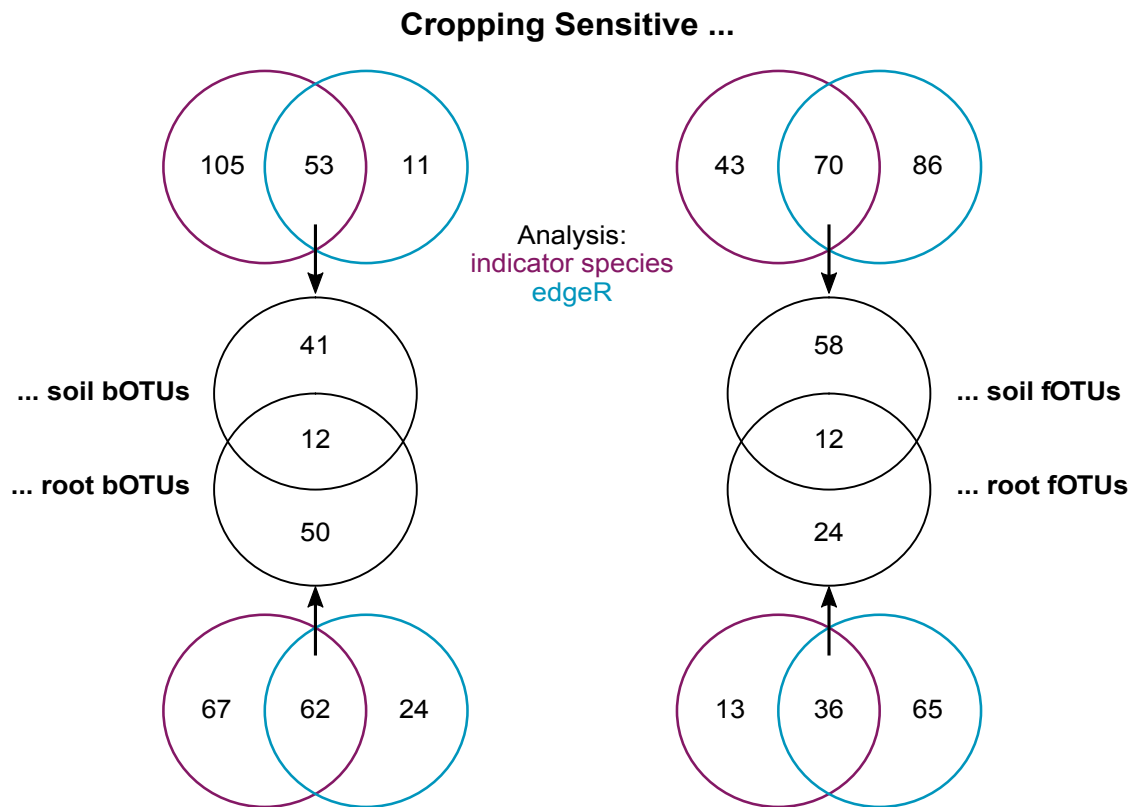 Cropping Sensitive ...
105 53 11
43 70 86
Analysis:
indicator species
edgeR
41
58
... soil bOTUs
... soil fOTUs
12
12
... root bOTUs
... root fOTUs
50
24
67 62 24
13 36 65